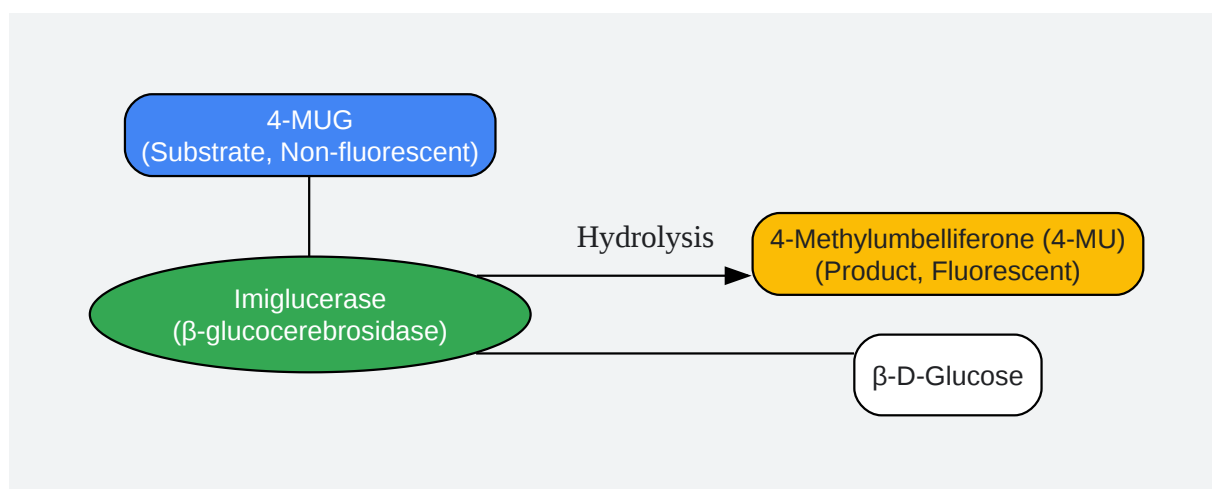 4-MUG
(Substrate, Non-fluorescent)
Hydrolysis
4-Methylumbelliferone (4-MU)
(Product, Fluorescent)
Imiglucerase
(β-glucocerebrosidase)
β-D-Glucose